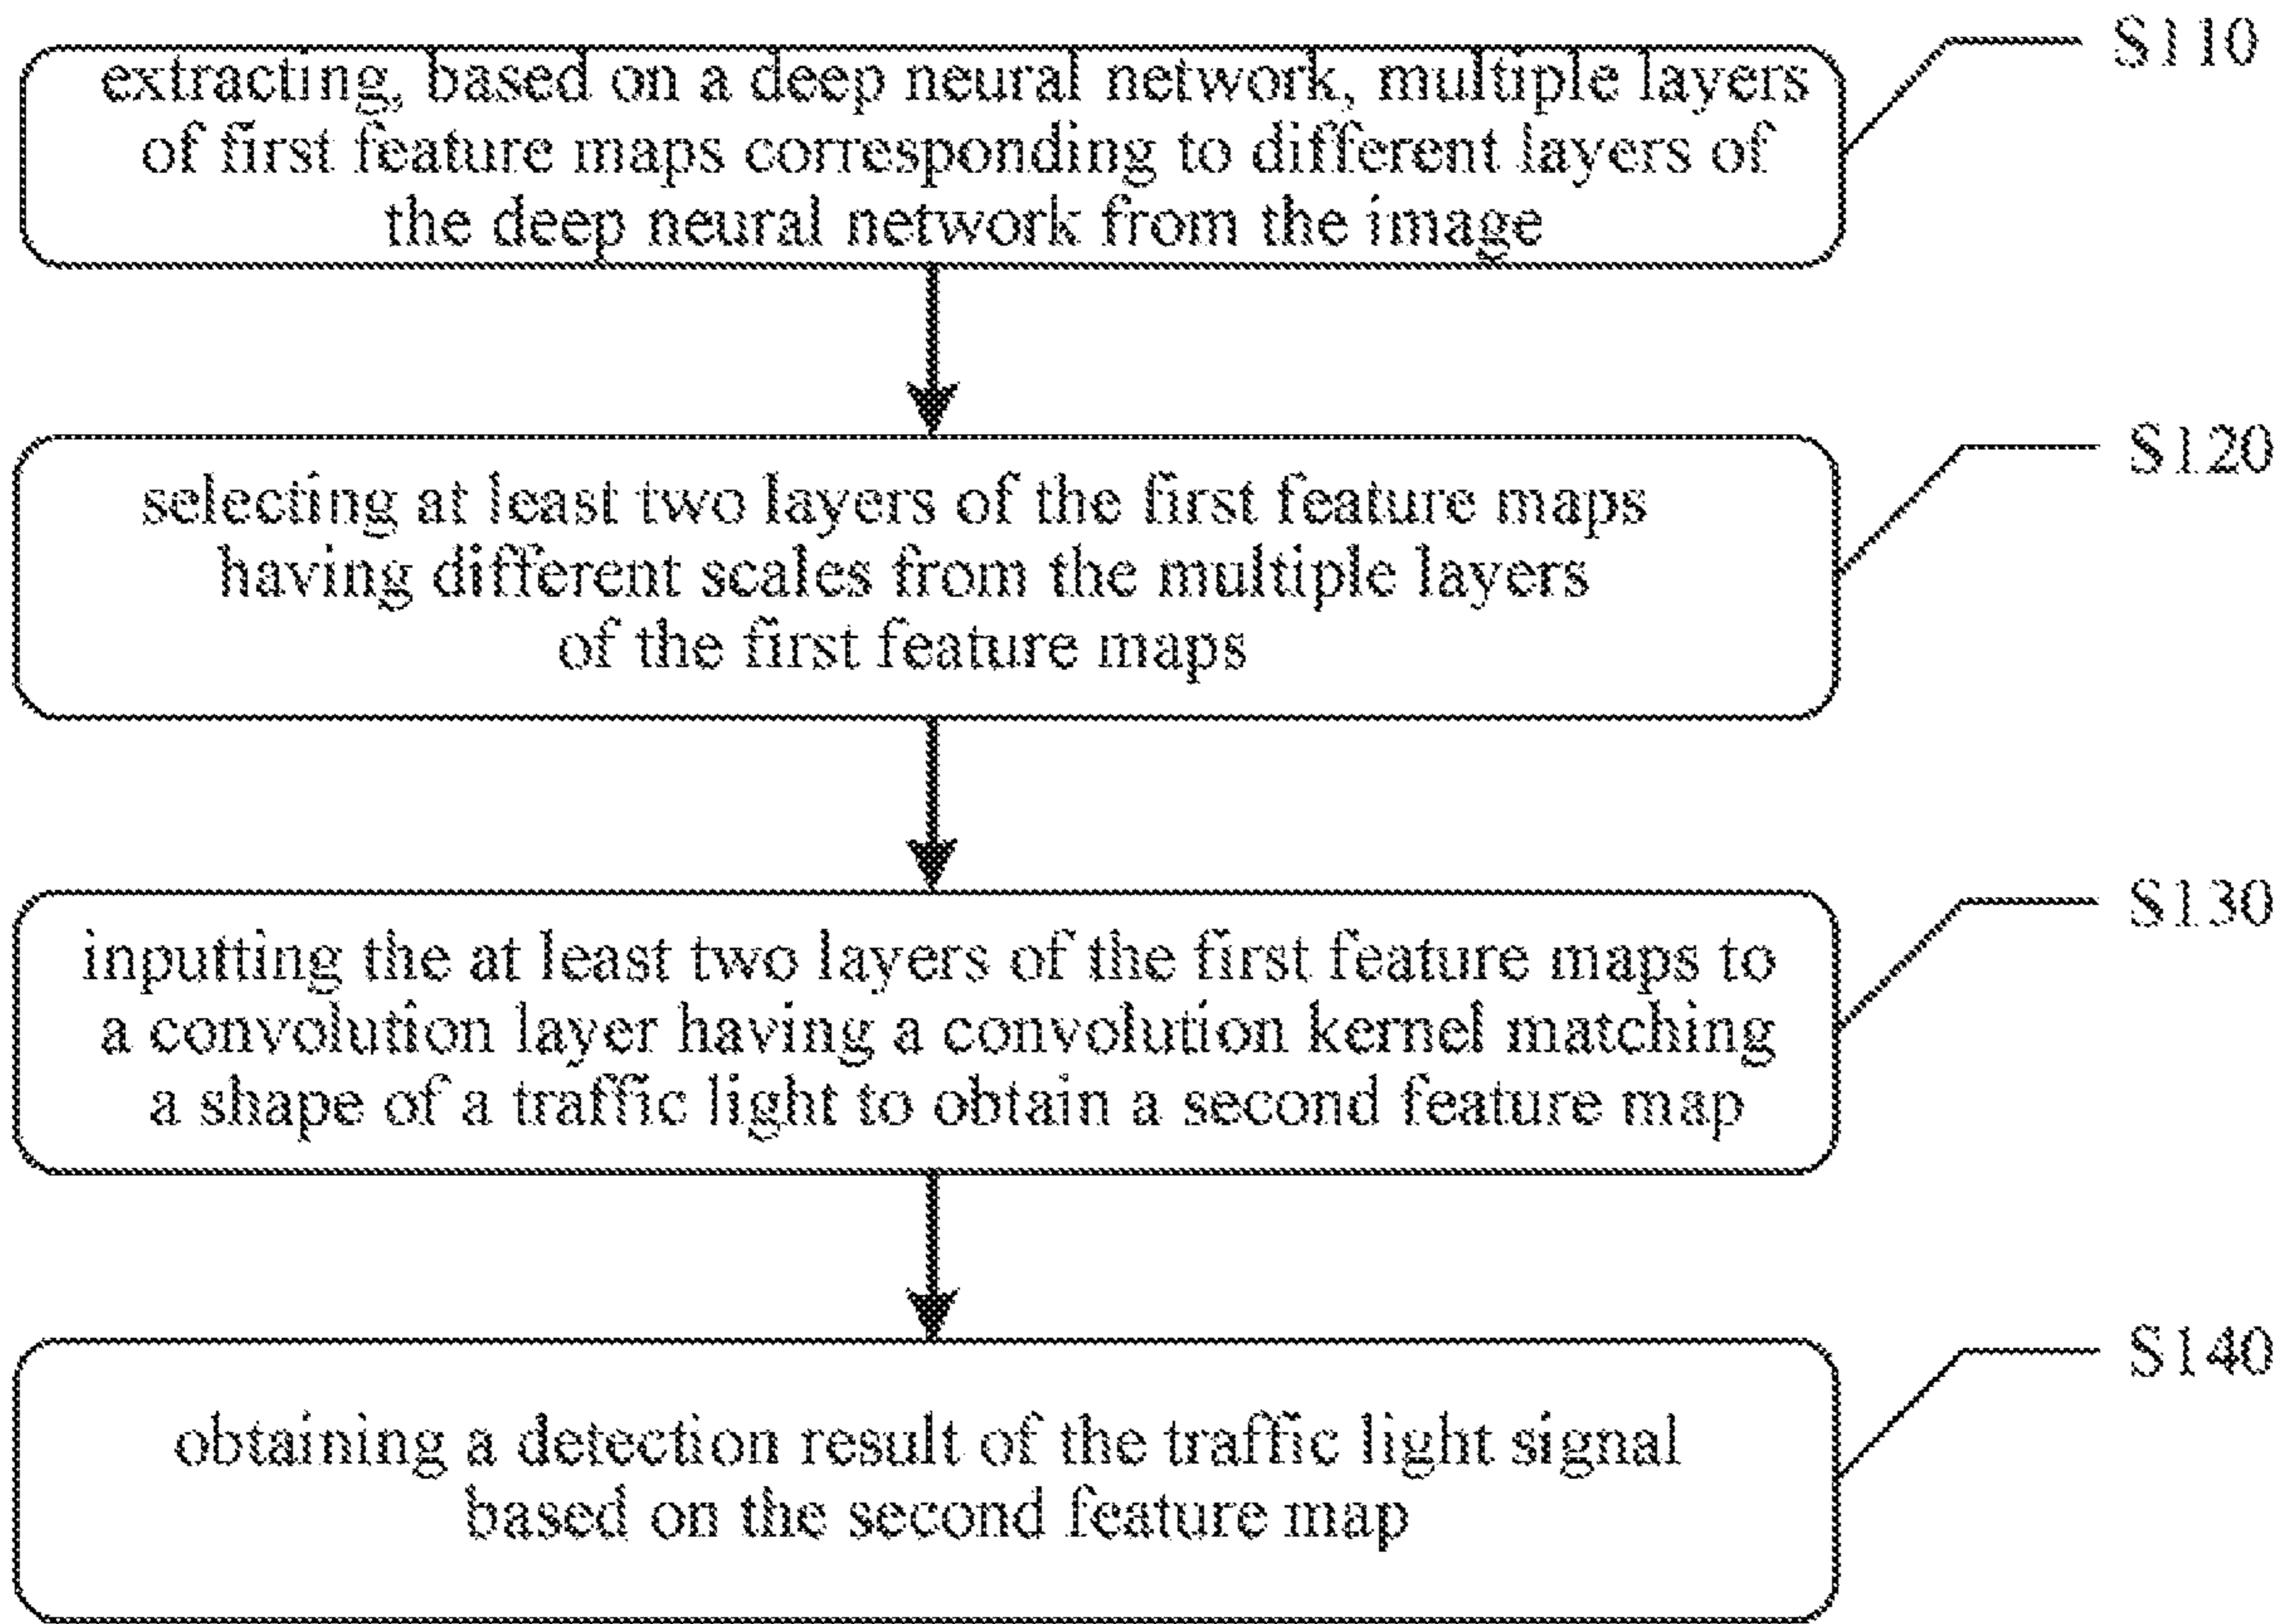 S110
extracting, based on a deep neural network, multiple layers
of first feature maps corresponding to different layers of
the deep neural network from the image
S120
selecting at least two layers of the first feature maps
having different scales from the multiple layers
of the first feature maps
S130
inputting the at least two layers of the first feature maps to
a convolution layer having a convolution kernel matching
a shape of a traffic light to obtain a second feature map
S140
obtaining a detection result of the traffic light signal
based on the second feature map